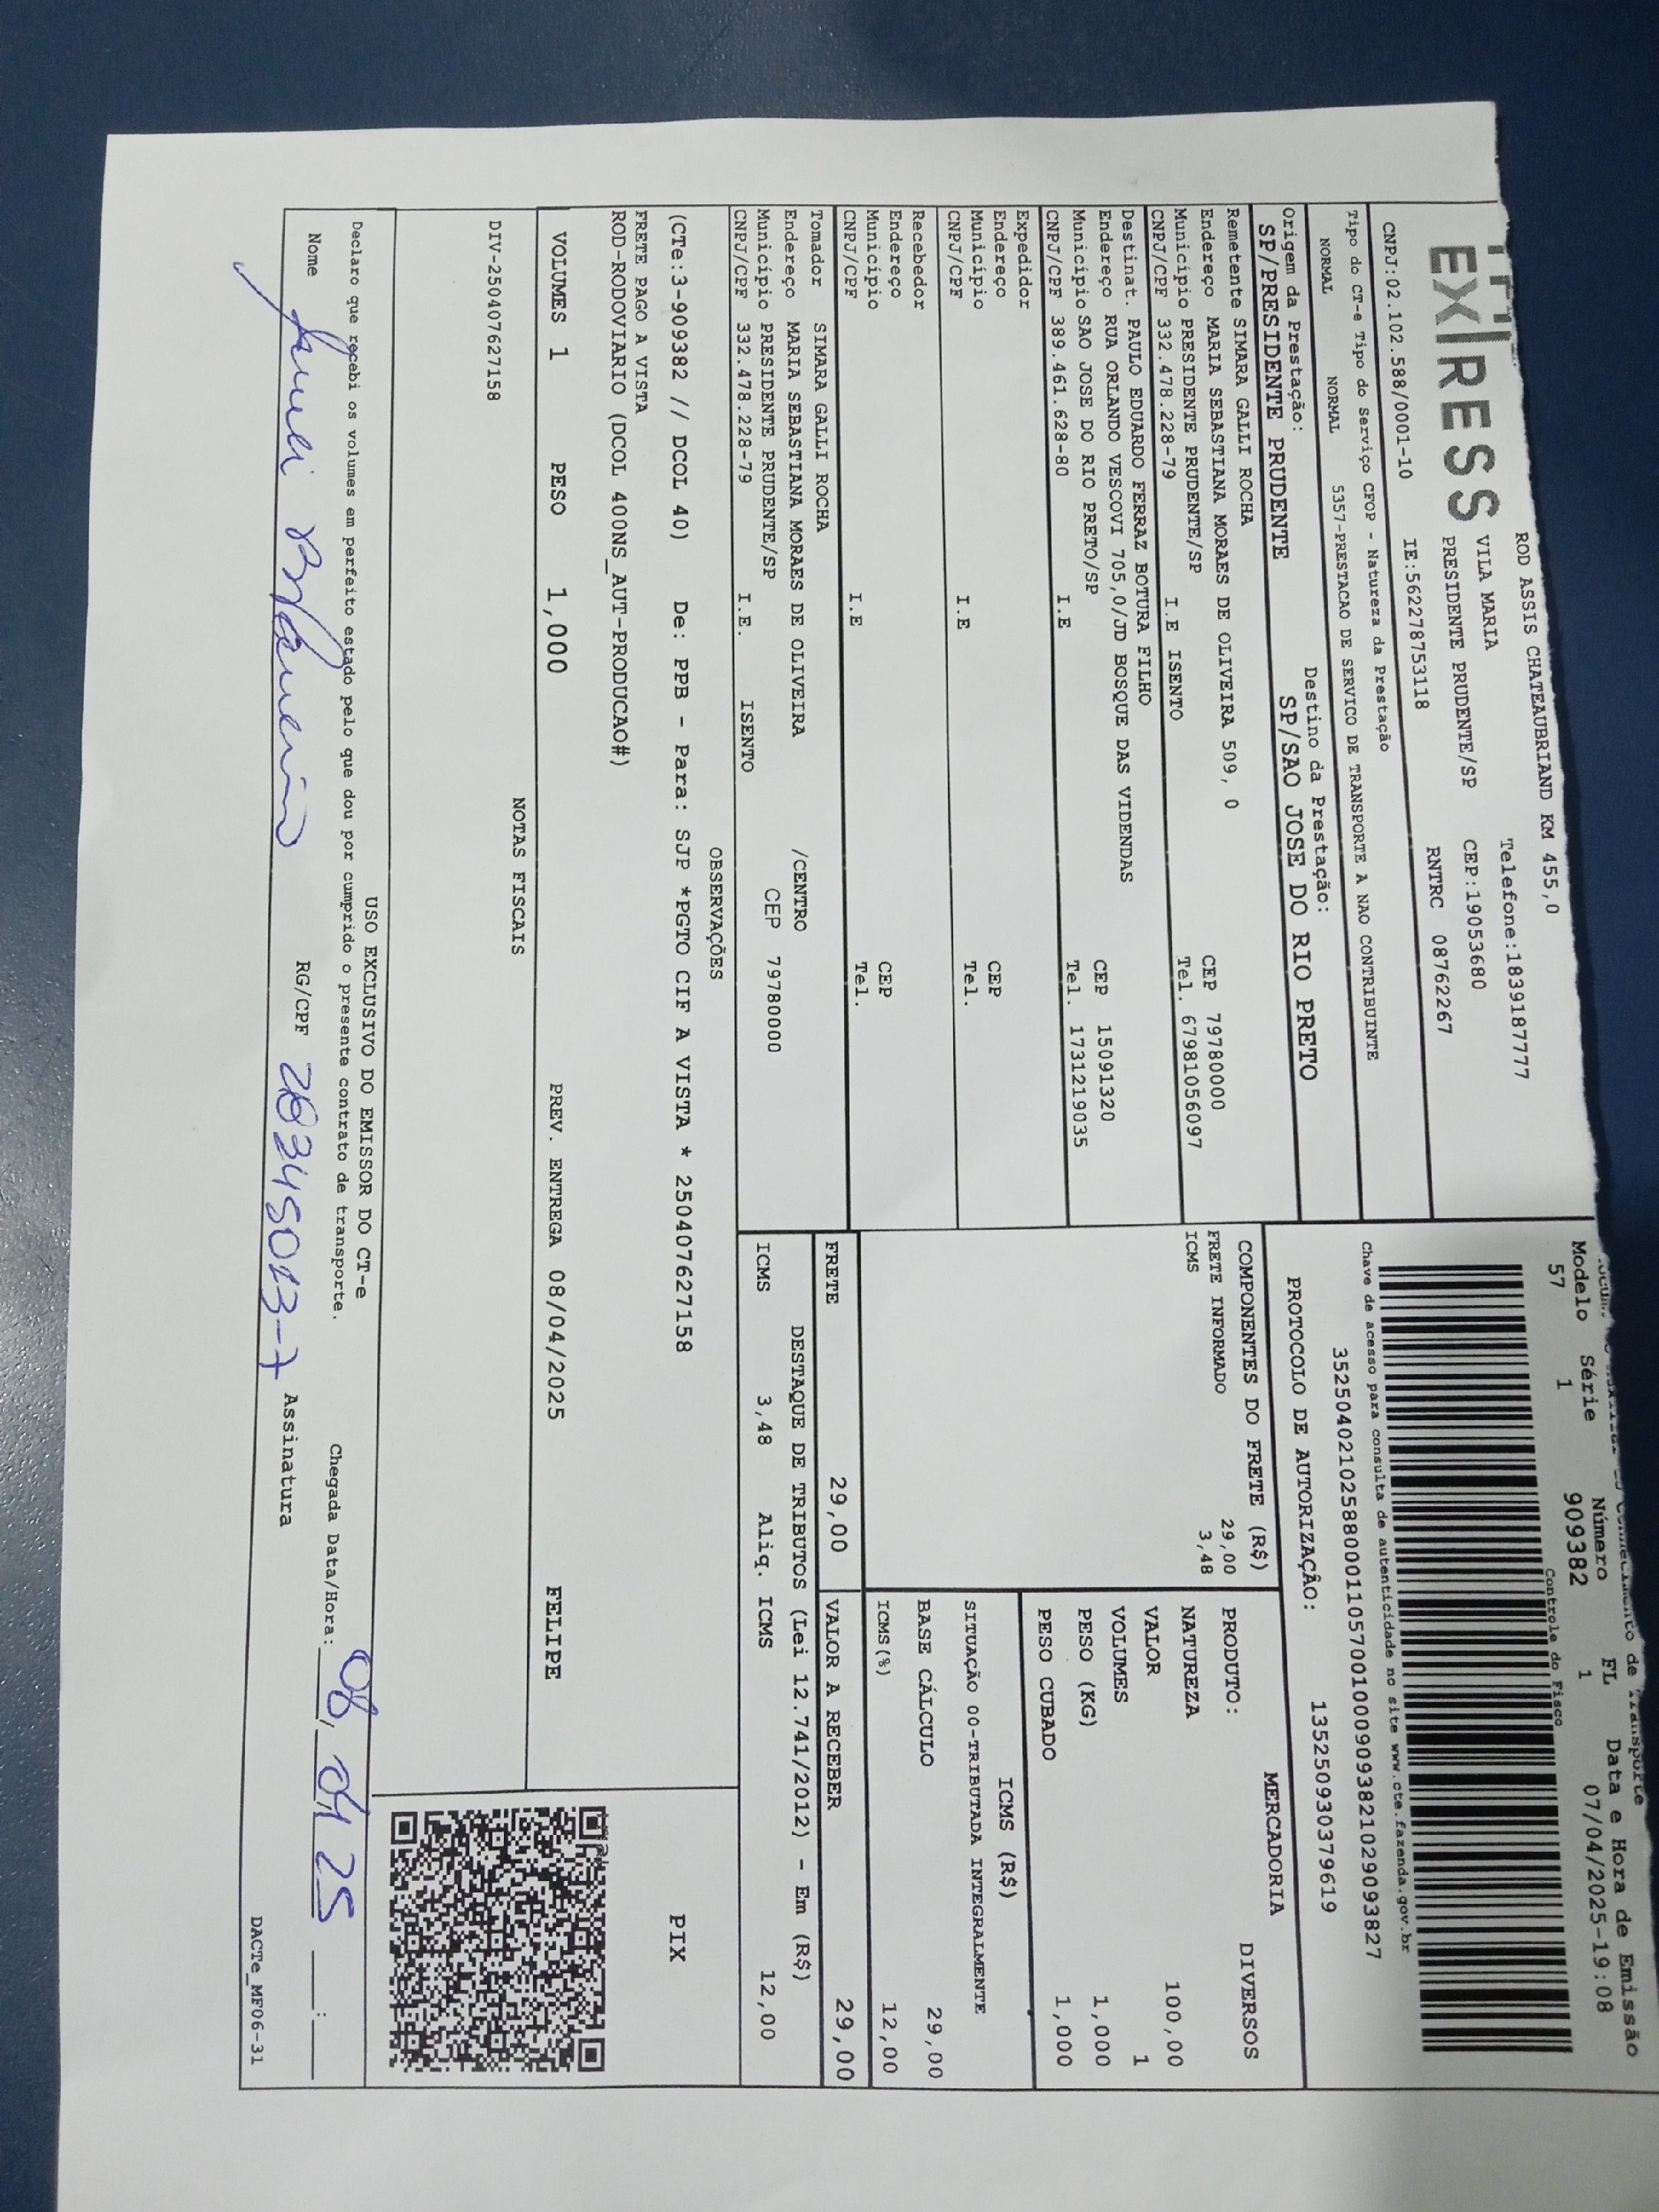 EXPRESS
ROD ASSIS CHATEAUBRIAND KM 455,0
Telefone:1839187777
VILA MARIA
CEP:19053680
PRESIDENTE PRUDENTE/SP
RNTRC 08762267
CNPJ:02.102.588/0001-10 IE:562278753118
Modelo Série Número FL Data e Hora de Emissão
57 1 909382 1 07/04/2025-19:08
Controle do Fisco
Tipo do CT-e Tipo do Serviço CFOP - Natureza da Prestação
NORMAL NORMAL 5357-PRESTACAO DE SERVICO DE TRANSPORTE A NAO CONTRIBUINTE
Chave de acesso para consulta de autenticidade no site www.cte.fazenda.gov.br
PROTOCOLO DE AUTORIZAÇÃO: 135250930379619
Origem da Prestação: Destino da Prestação:
SP/PRESIDENTE PRUDENTE SP/SAO JOSE DO RIO PRETO
Remetente SIMARA GALLI ROCHA
Endereço MARIA SEBASTIANA MORAES DE OLIVEIRA 509, 0 CEP 79780000
Município PRESIDENTE PRUDENTE/SP Tel. 67981056097
CNPJ/CPF 332.478.228-79 I.E ISENTO
Destinat. PAULO EDUARDO FERRAZ BOTURA FILHO
Endereço RUA ORLANDO VESCOVI 705,0/JD BOSQUE DAS VIDENDAS CEP 15091320
Município SAO JOSE DO RIO PRETO/SP Tel. 1731219035
CNPJ/CPF 389.461.628-80 I.E
Expedidor
Endereço CEP
Município Tel.
CNPJ/CPF I.E
Recebedor
Endereço CEP
Município Tel.
CNPJ/CPF I.E
COMPONENTES DO FRETE (R$)
FRETE INFORMADO 29,00
ICMS 3,48
MERCADORIA
PRODUTO: DIVERSOS
NATUREZA
VALOR 100,00
VOLUMES 1
PESO (KG) 1,000
PESO CUBADO 1,000
ICMS (R$)
SITUAÇÃO 00-TRIBUTADA INTEGRALMENTE
BASE CÁLCULO 29,00
ICMS(%) 12,00
FRETE 29,00 VALOR A RECEBER 29,00
Tomador SIMARA GALLI ROCHA
Endereço MARIA SEBASTIANA MORAES DE OLIVEIRA /CENTRO
Município PRESIDENTE PRUDENTE/SP CEP 79780000
CNPJ/CPF 332.478.228-79 I.E. ISENTO
DESTAQUE DE TRIBUTOS (Lei 12.741/2012) - Em (R$)
ICMS 3,48 Aliq. ICMS 12,00
OBSERVAÇÕES
(CTe:3-909382 // DCOL 40) De: PPB - Para: SJP *PGTO CIF A VISTA * 250407627158
FRETE PAGO A VISTA
ROD-RODOVIARIO (DCOL 400NS_AUT-PRODUCAO#)
PIX
VOLUMES 1 PESO 1,000 PREV. ENTREGA 08/04/2025 FELIPE
NOTAS FISCAIS
DIV-250407627158
USO EXCLUSIVO DO EMISSOR DO CT-e
Declaro que recebi os volumes em perfeito estado pelo que dou por cumprido o presente contrato de transporte. Chegada Data/Hora: 08/04/25 :
Nome RG/CPF Assinatura
DACTe_MF06-31